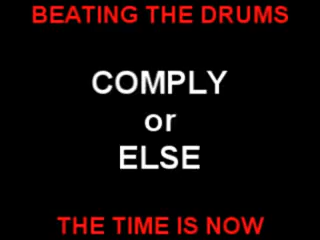 BEATING THE DRUMS
COMPLY
or
ELSE
THE TIME IS NOW